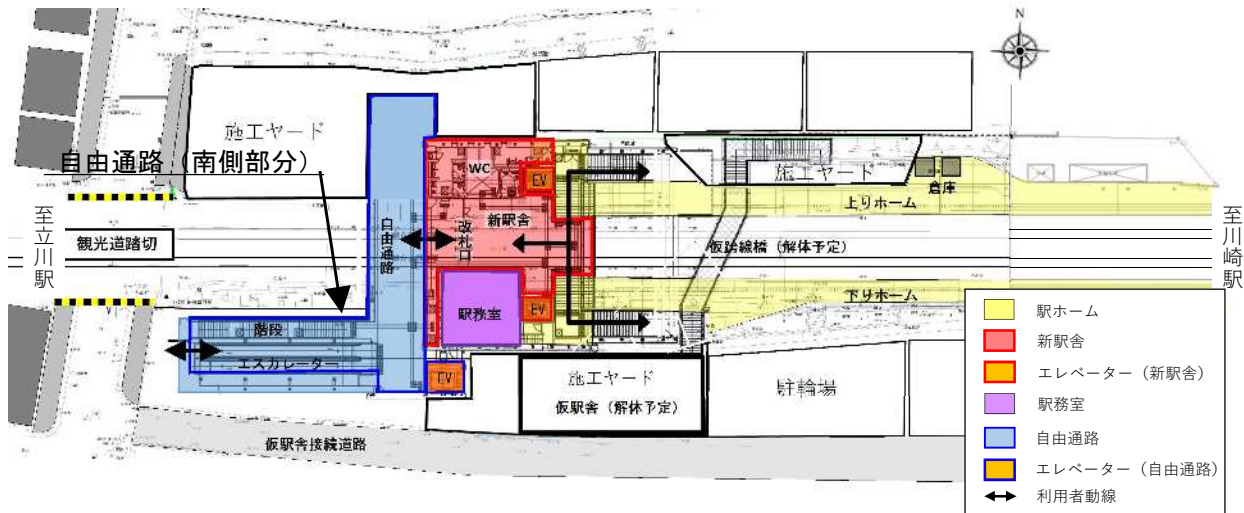 N
施工ヤード
自由通路（南側部分）
WC
EV
施工ヤード
倉庫
上りホーム
至立川駅
観光道踏切
自由通路
改札口
新駅舎
仮跨線橋（解体予定）
至川崎駅
下りホーム
駅務室
EV
階段
エスカレーター
EV
施工ヤード
仮駅舎（解体予定）
駐輪場
仮駅舎接続道路
駅ホーム
新駅舎
エレベーター（新駅舎）
駅務室
自由通路
エレベーター（自由通路）
利用者動線